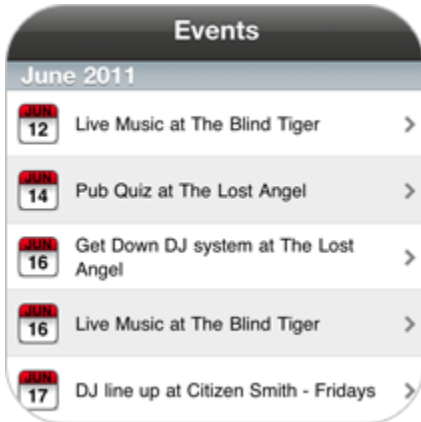 Events
June 2011
JUN
12
Live Music at The Blind Tiger
JUN
14
Pub Quiz at The Lost Angel
JUN
16
Get Down DJ system at The Lost
Angel
JUN
16
Live Music at The Blind Tiger
JUN
17
DJ line up at Citizen Smith - Fridays